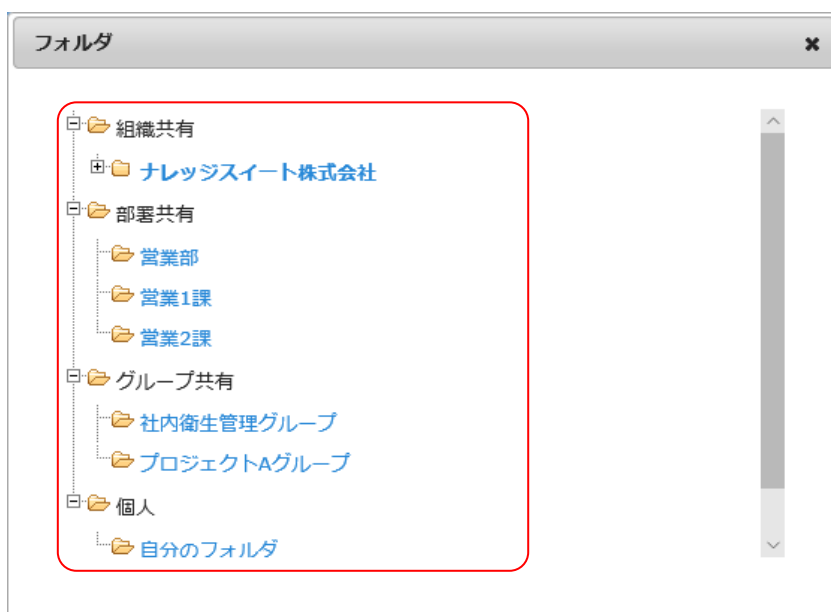 フォルダ
組織共有
ナレッジスイート株式会社
部署共有
営業部
営業1課
営業2課
グループ共有
社内衛生管理グループ
プロジェクトAグループ
個人
自分のフォルダ